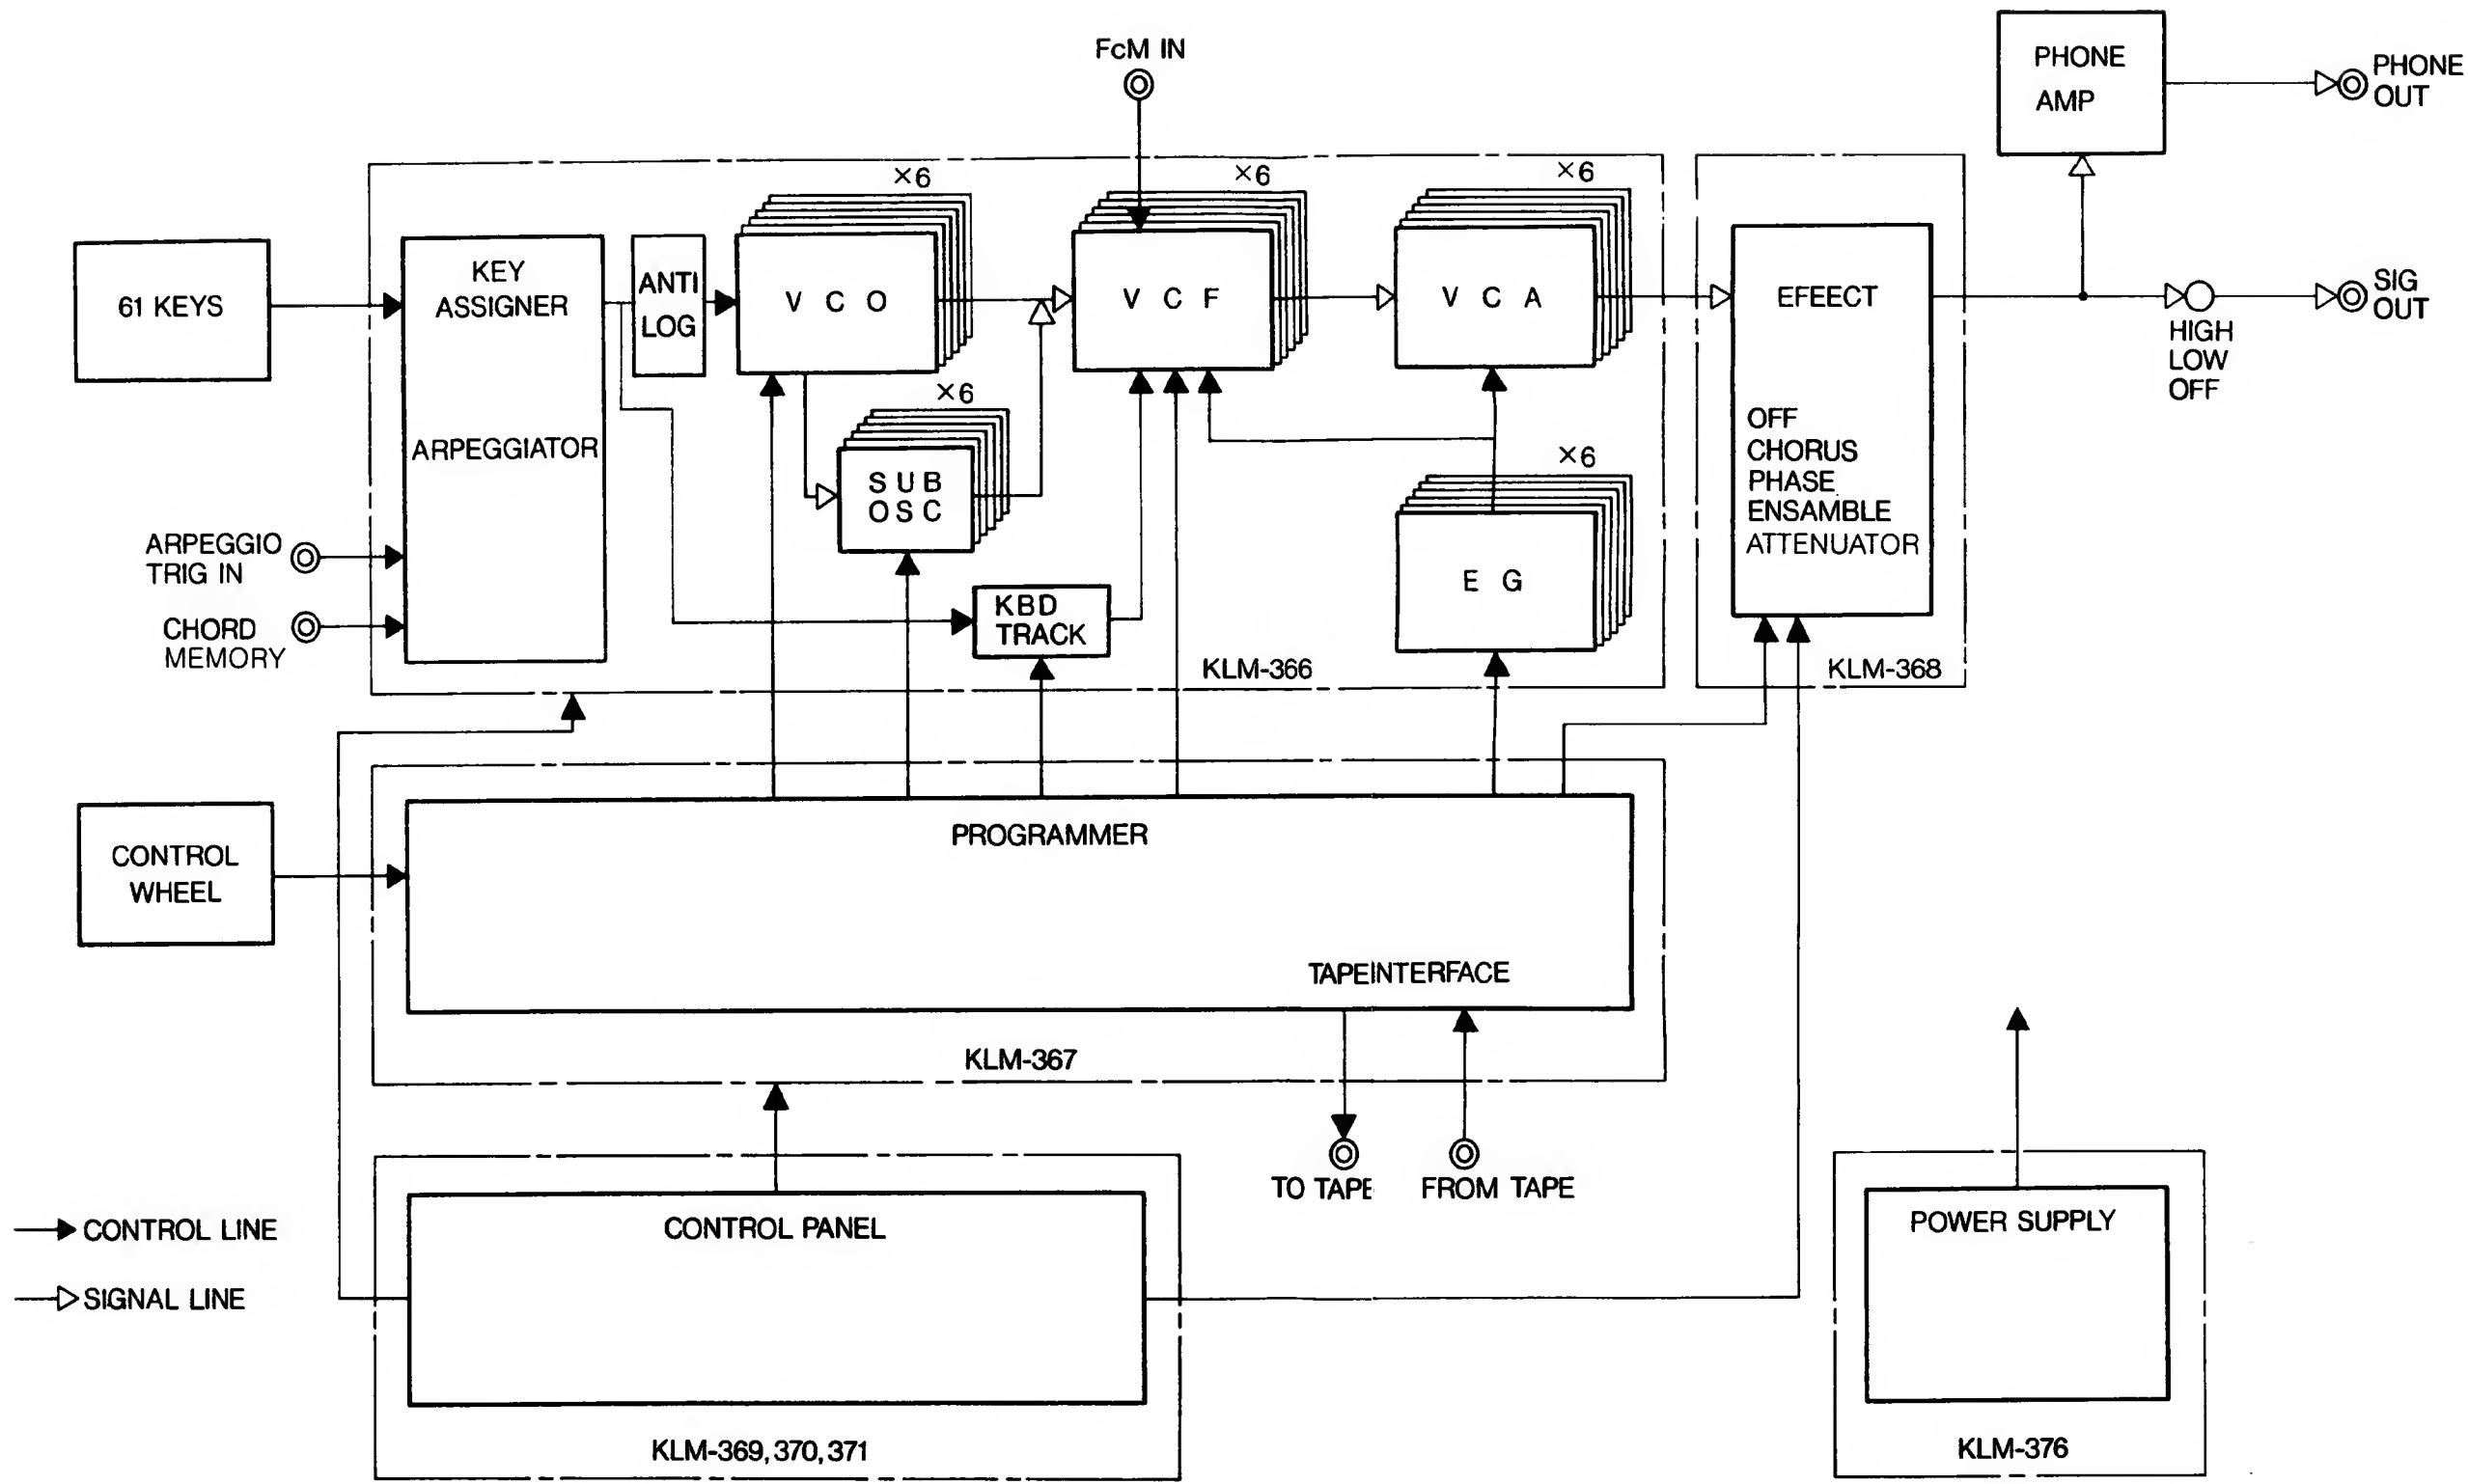 FcM IN
PHONE
AMP
PHONE
OUT
×6
×6
×6
61 KEYS
KEY
ASSIGNER
ARPEGGIATOR
ANTI
LOG
V C O
V C F
V C A
EFEECT
OFF
CHORUS
PHASE
ENSAMBLE
ATTENUATOR
SIG
OUT
HIGH
LOW
OFF
×6
SUB
OSC
×6
E G
ARPEGGIO
TRIG IN
CHORD
MEMORY
KBD
TRACK
KLM-366
KLM-368
CONTROL
WHEEL
PROGRAMMER
TAPEINTERFACE
KLM-367
TO TAPE
FROM TAPE
CONTROL LINE
SIGNAL LINE
CONTROL PANEL
KLM-369, 370, 371
POWER SUPPLY
KLM-376